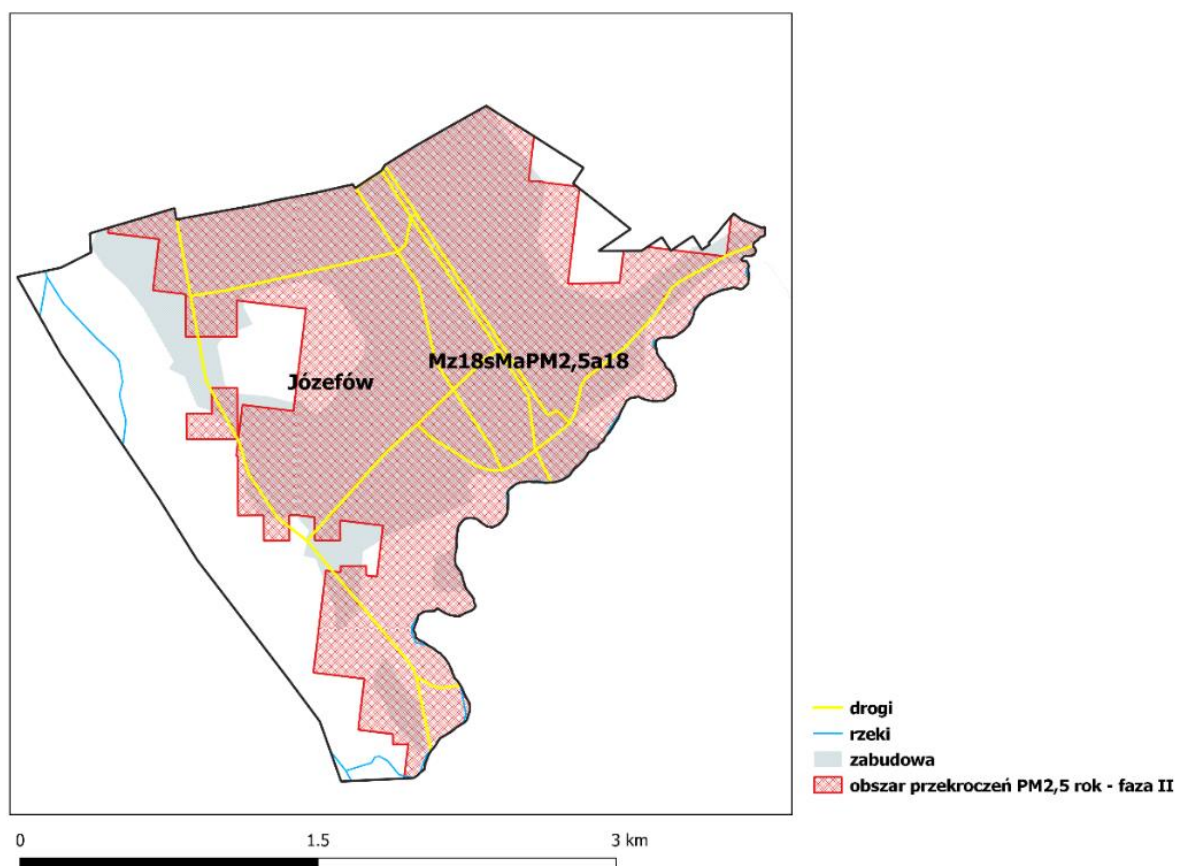 Mz18sMaPM2,5a18
Józefów
drogi
rzeki
zabudowa
obszar przekroczeń PM2,5 rok - faza II
0 1.5 3 km